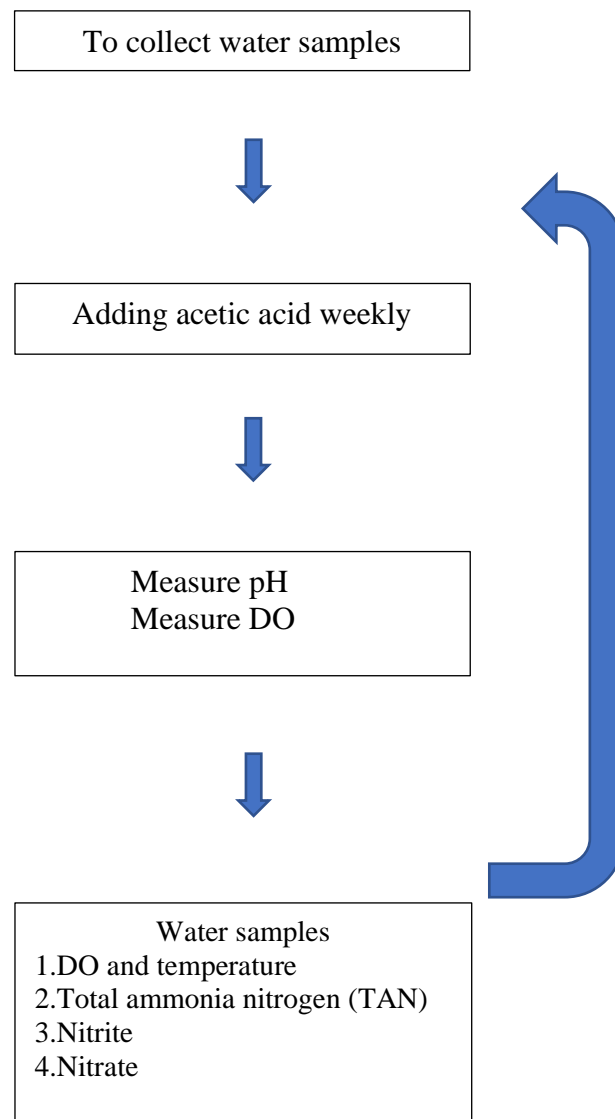 To collect water samples
Adding acetic acid weekly
Measure pH
Measure DO
Water samples
1.DO and temperature
2.Total ammonia nitrogen (TAN)
3.Nitrite
4.Nitrate